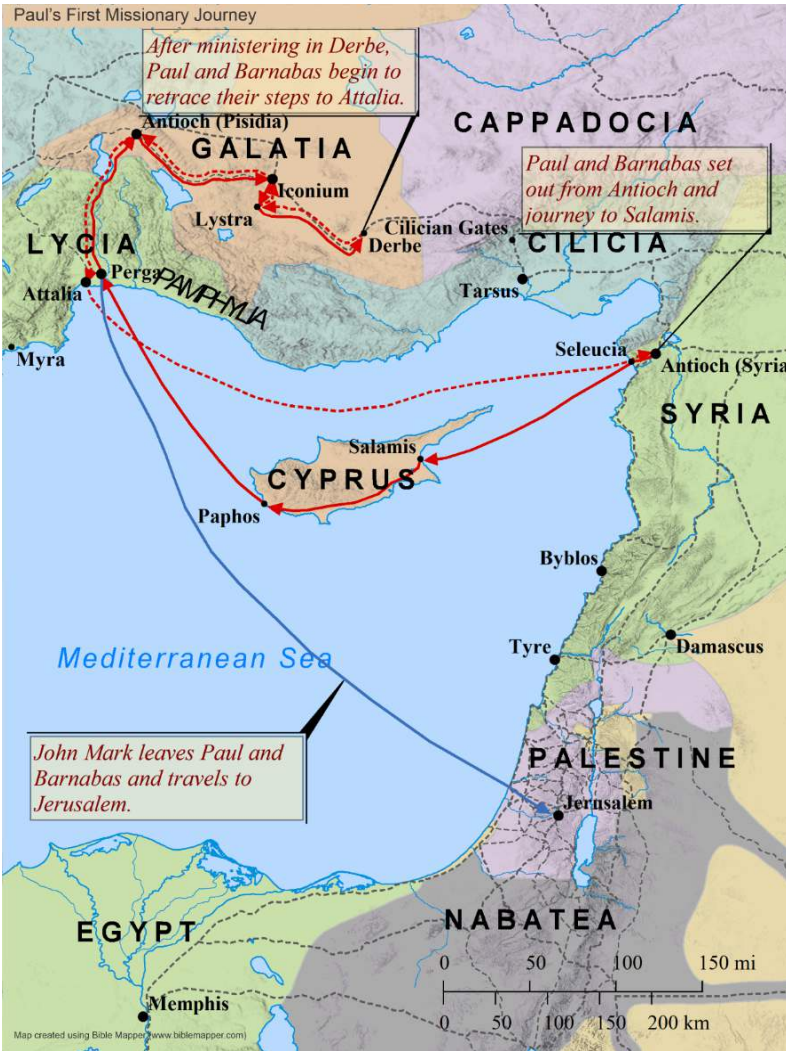 Paul's First Missionary Journey
After ministering in Derbe,
Paul and Barnabas begin to
retrace their steps to Attalia.
Antioch (Pisidia)
GALATIA
CAPPADOCIA
Paul and Barnabas set
out from Antioch and
journey to Salamis.
Iconium
Lystra
Derbe
Cilician Gates
CILICIA
LYCIA
Perga
PAMPHYLIA
Attalia
Tarsus
Myra
Seleucia
Antioch (Syria
SYRIA
Salamis
CYPRUS
Paphos
Byblos
Mediterranean Sea
Tyre
Damascus
John Mark leaves Paul and
Barnabas and travels to
Jerusalem.
PALESTINE
Jerusalem
EGYPT
NABATEA
0 50 100 150 mi
0 50 100 150 200 km
Memphis
Map created using Bible Mapper (www.biblemapper.com)